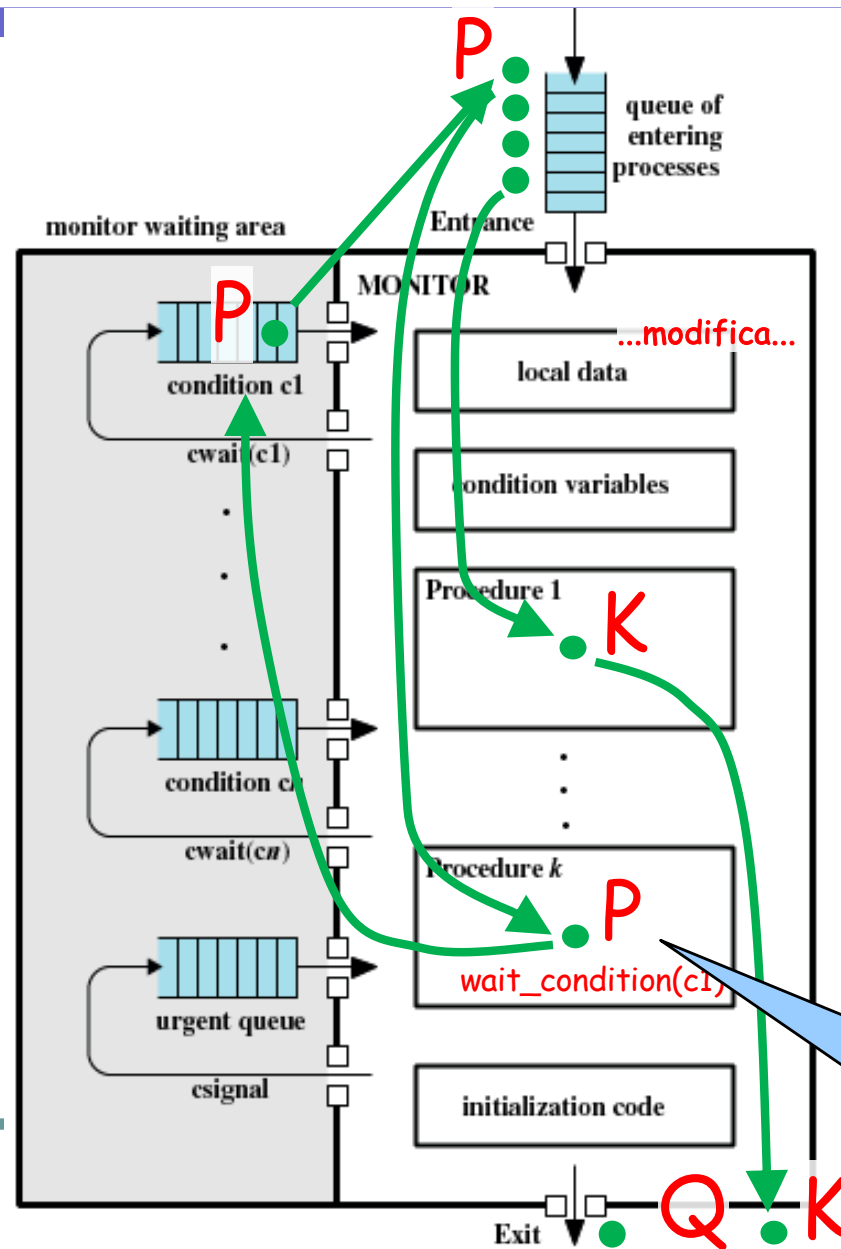 P
queue of
entering
processes
monitor waiting area
Entrance
MONITOR
P
...modifica...
local data
condition c1
cwait(c1)
condition variables
Procedure 1
K
condition cn
cwait(cn)
Procedure k
P
wait_condition(c1)
urgent queue
csignal
initialization code
Q
K
Exit